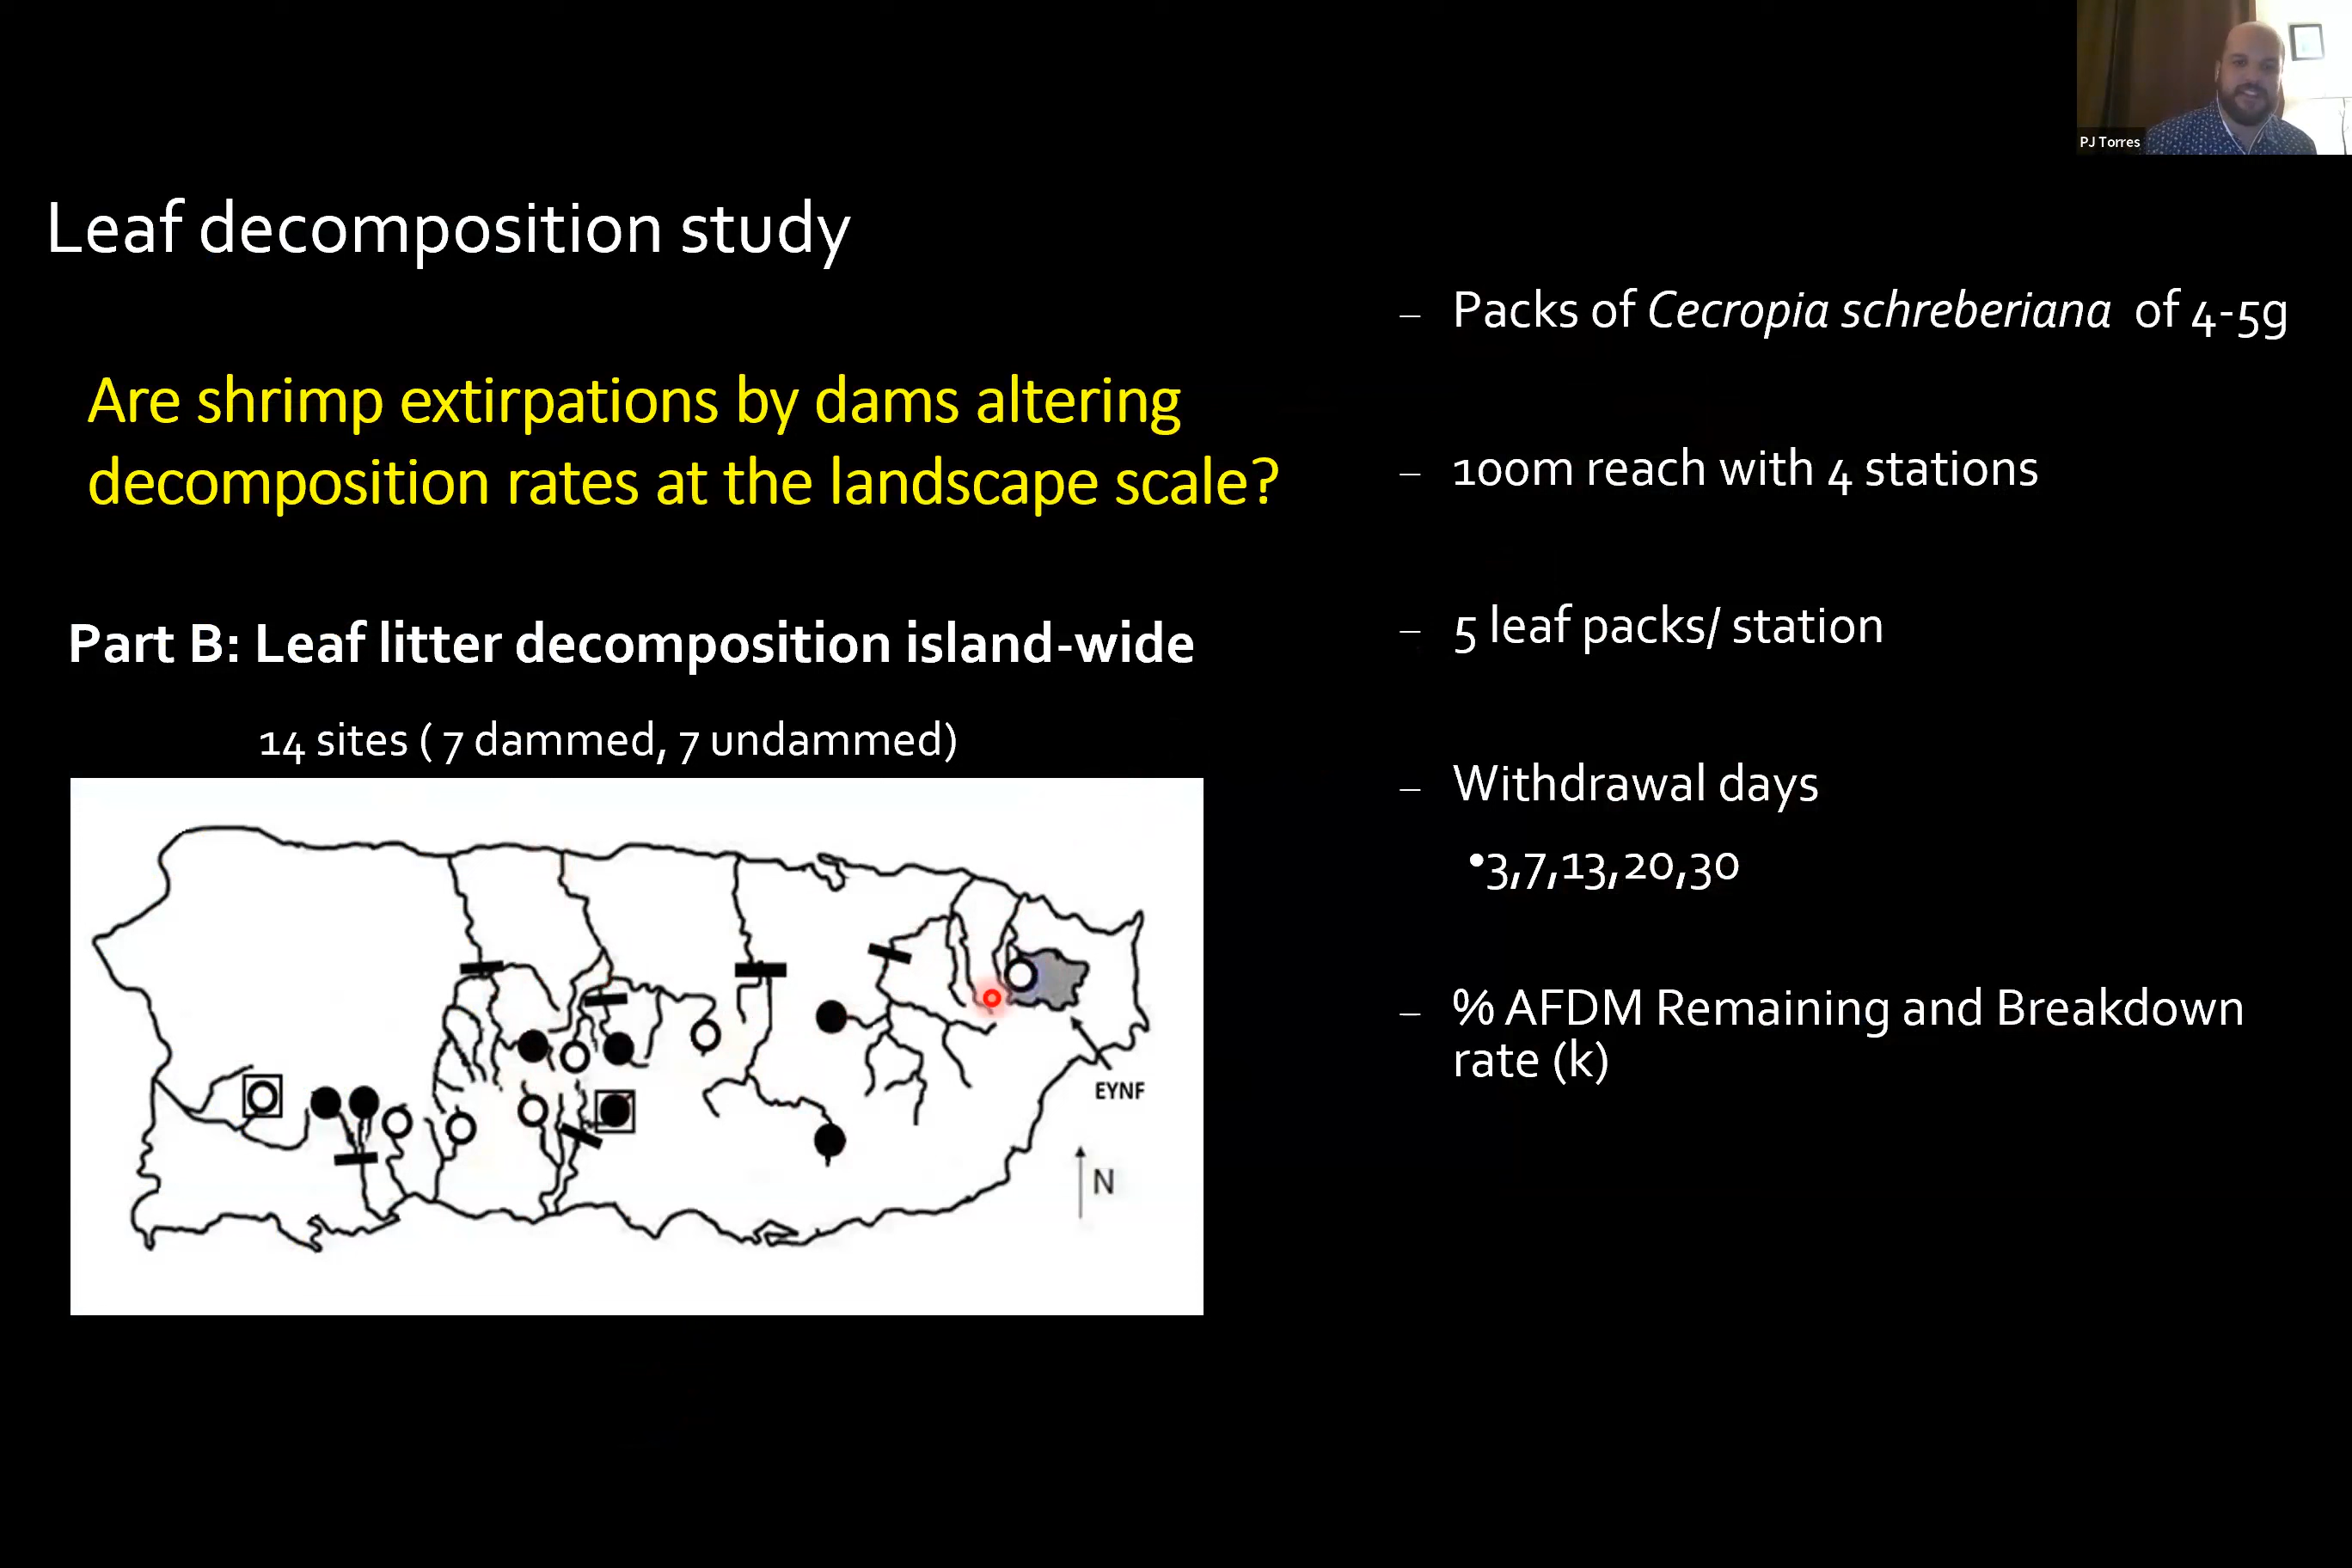 PJ Torres
Leaf decomposition study
Are shrimp extirpations by dams altering
decomposition rates at the landscape scale?
Part B: Leaf litter decomposition island-wide
14 sites ( 7 dammed, 7 undammed)
EYNF
N
– Packs of Cecropia schreberiana of 4-5g
– 100m reach with 4 stations
– 5 leaf packs/ station
– Withdrawal days
•3,7,13,20,30
– % AFDM Remaining and Breakdown
rate (k)